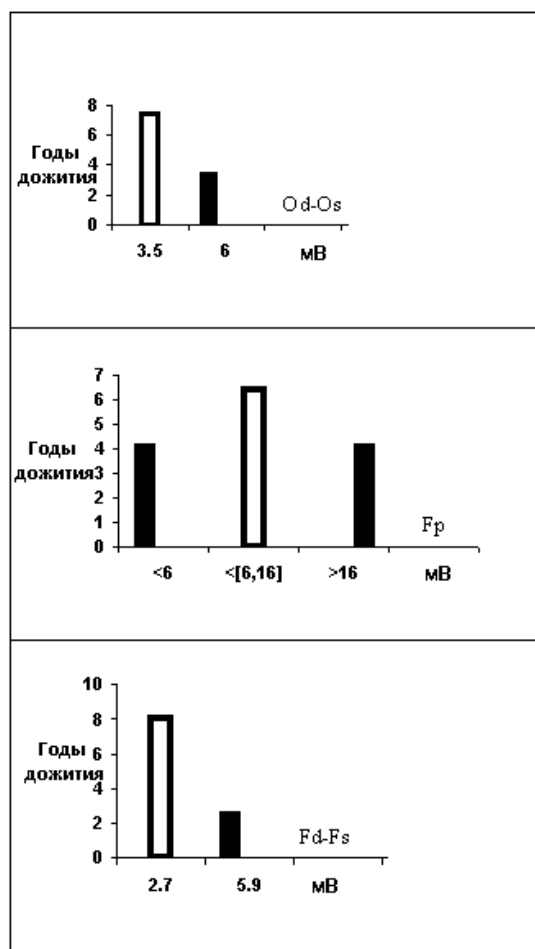 8
6
Годы
4
дожития
2
Od-Os
0
3.5 6 мВ
7
6
5
Годы
4
дожития3
2
1
Fp
0
<6 <[6,16] >16 мВ
10
8
Годы
6
дожития
4
2
Fd-Fs
0
2.7 5.9 мВ